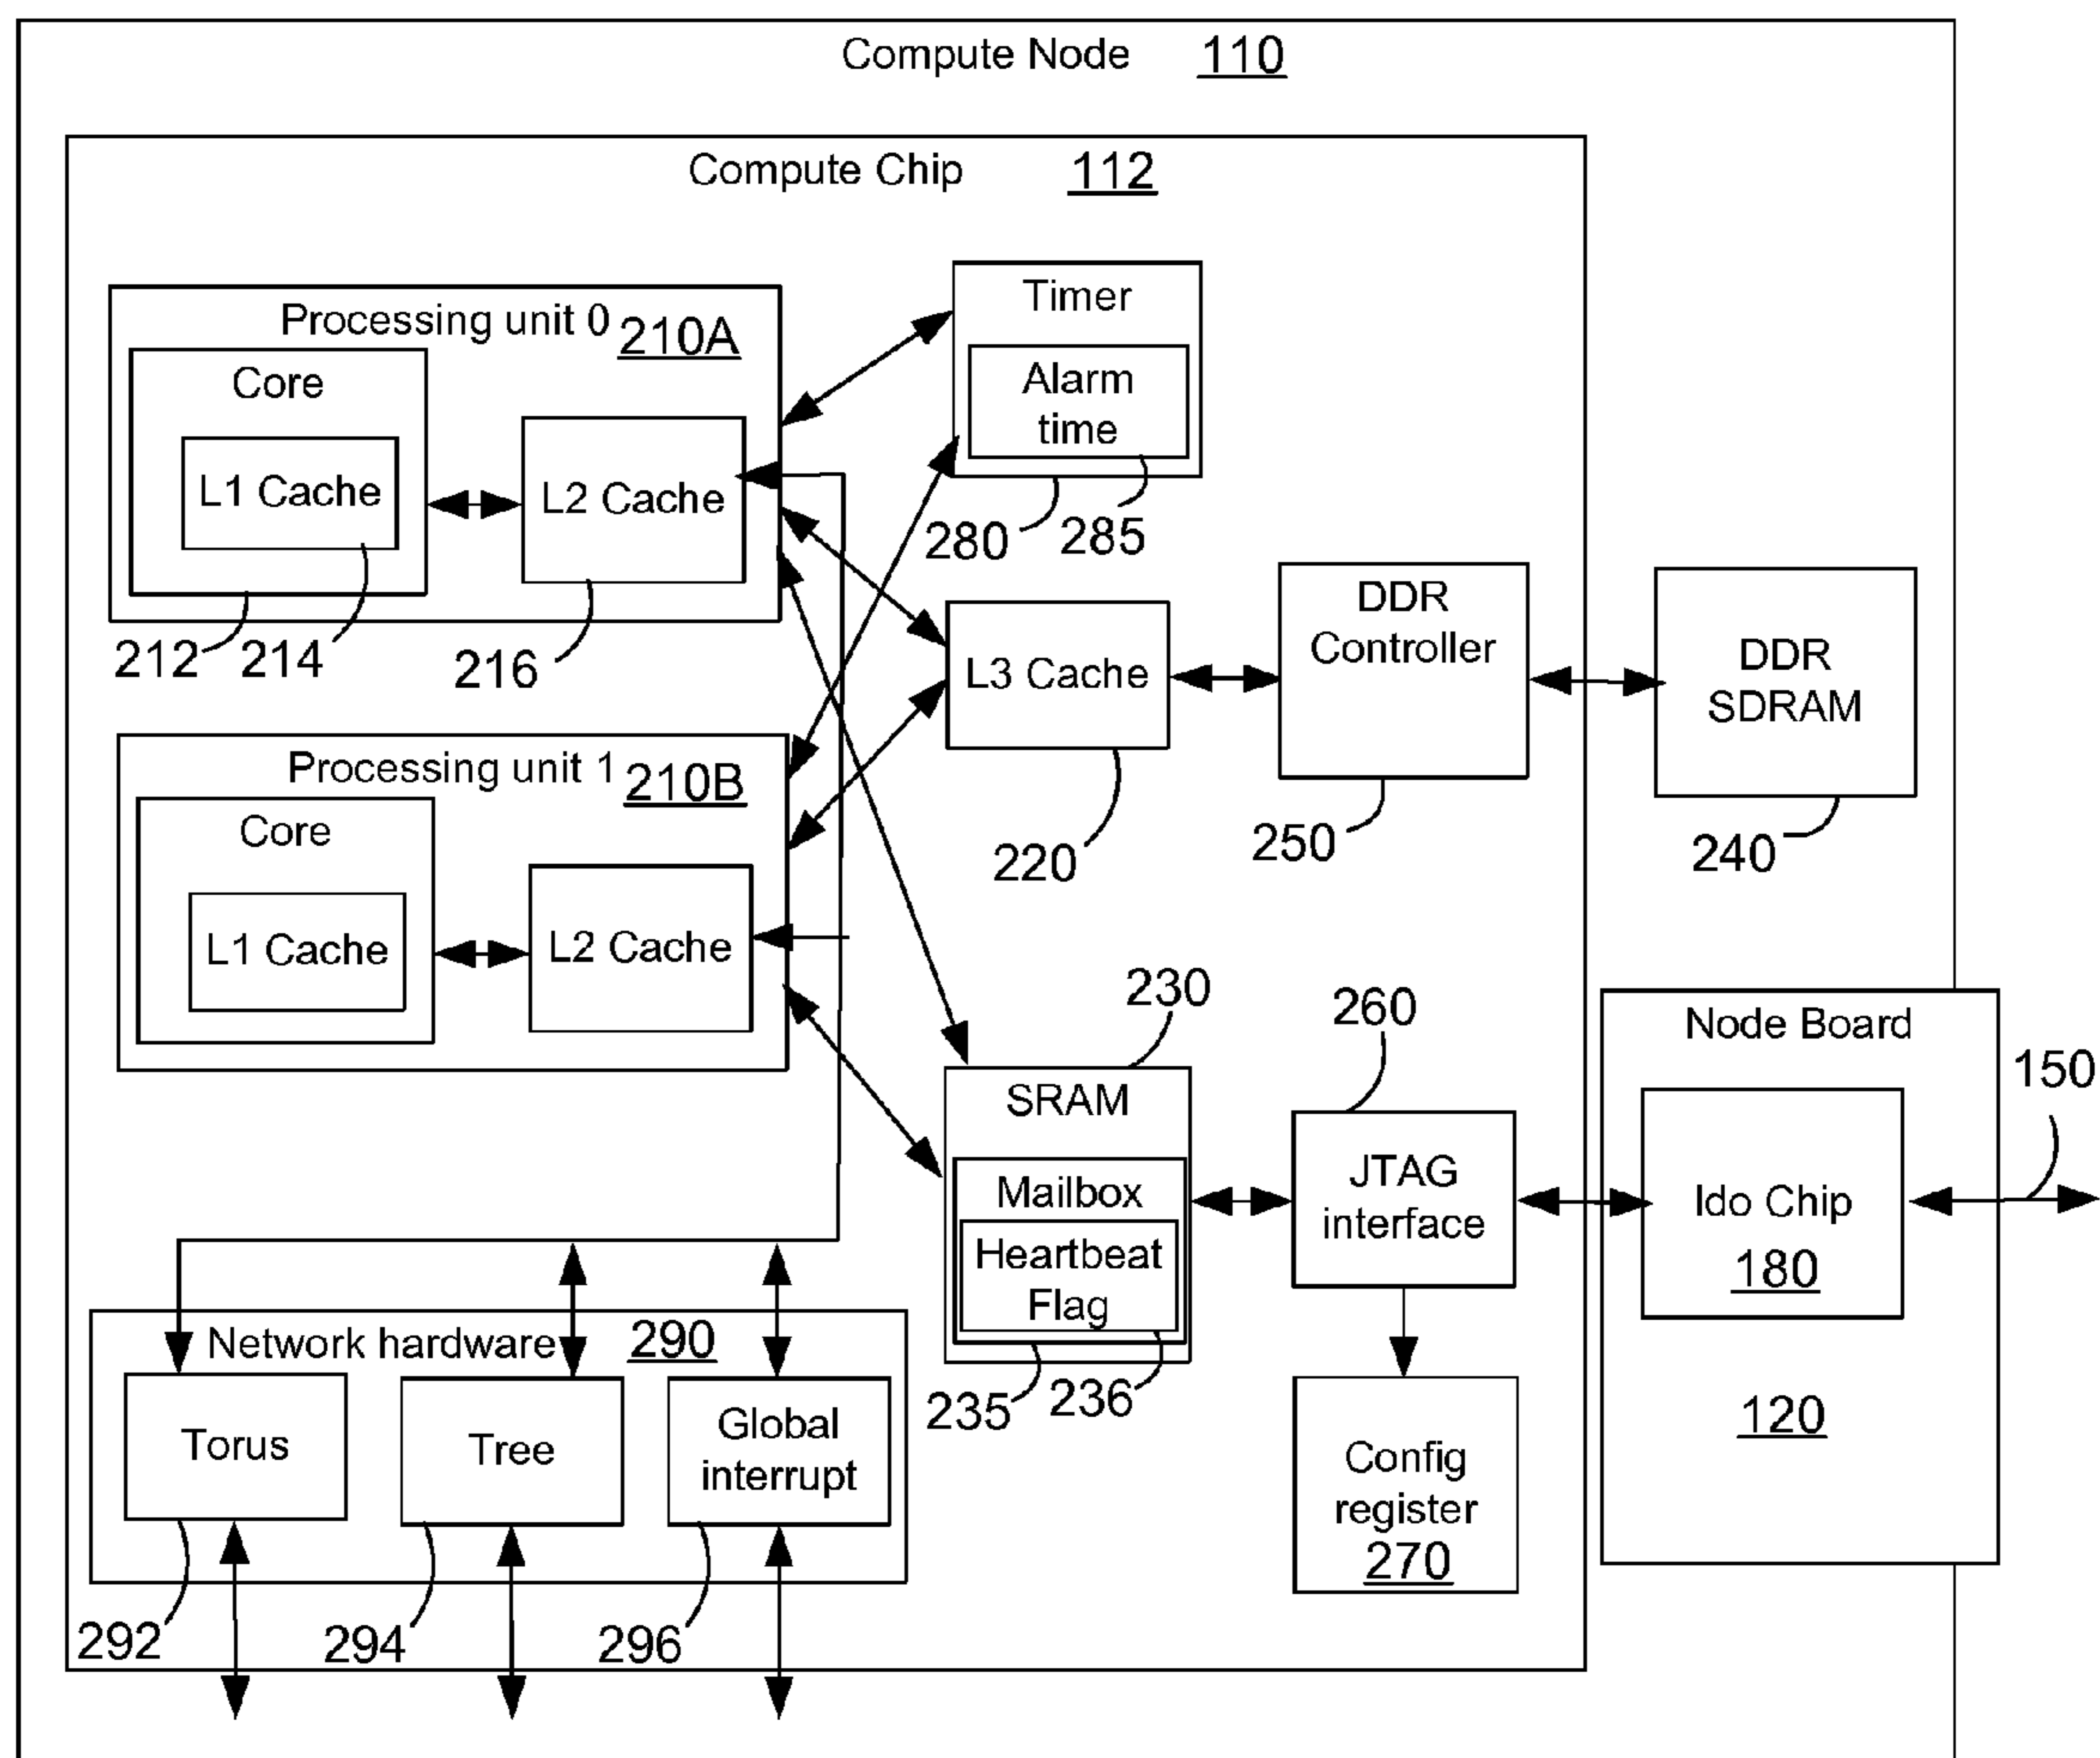 Compute Node 110
Compute Chip 112
Processing unit 0 210A
Core
L1 Cache
L2 Cache
212
214
216
Timer
Alarm
time
280
285
L3 Cache
220
DDR
Controller
250
DDR
SDRAM
240
Processing unit 1 210B
Core
L1 Cache
L2 Cache
230
SRAM
Mailbox
Heartbeat
Flag
235
236
260
JTAG
interface
Config
register
270
Node Board
Ido Chip
180
120
150
Network hardware 290
Torus
Tree
Global
interrupt
292
294
296